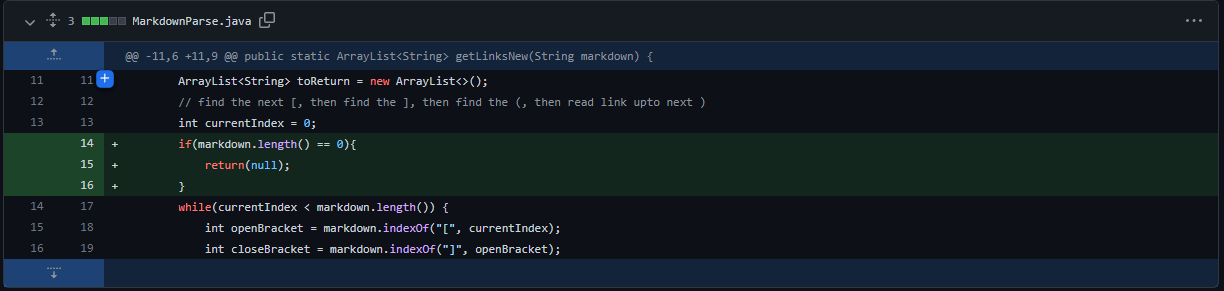 3 MarkdownParse.java
@@ -11,6 +11,9 @@ public static ArrayList<String> getLinksNew(String markdown) {
11 11 + ArrayList<String> toReturn = new ArrayList<>();
12 12 // find the next [, then find the ], then find the (, then read link upto next )
13 13 int currentIndex = 0;
14 + if(markdown.length() == 0){
15 + return(null);
16 + }
14 17 while(currentIndex < markdown.length()) {
15 18 int openBracket = markdown.indexOf("[", currentIndex);
16 19 int closeBracket = markdown.indexOf("]", openBracket);